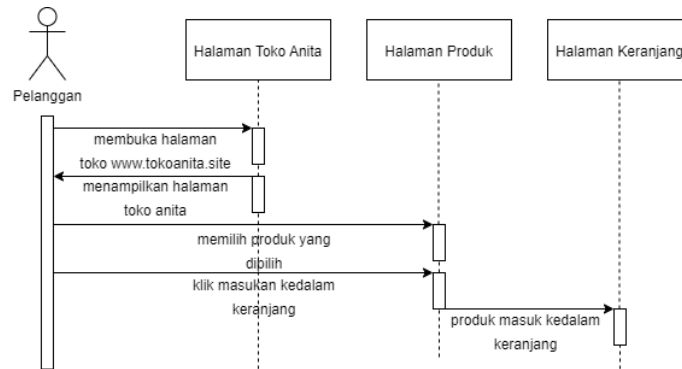 Halaman Toko Anita
Halaman Produk
Halaman Keranjang
Pelanggan
membuka halaman
toko www.tokoanita.site
menampilkan halaman
toko anita
memilih produk yang
dibilih
klik masukan kedalam
keranjang
produk masuk kedalam
keranjang